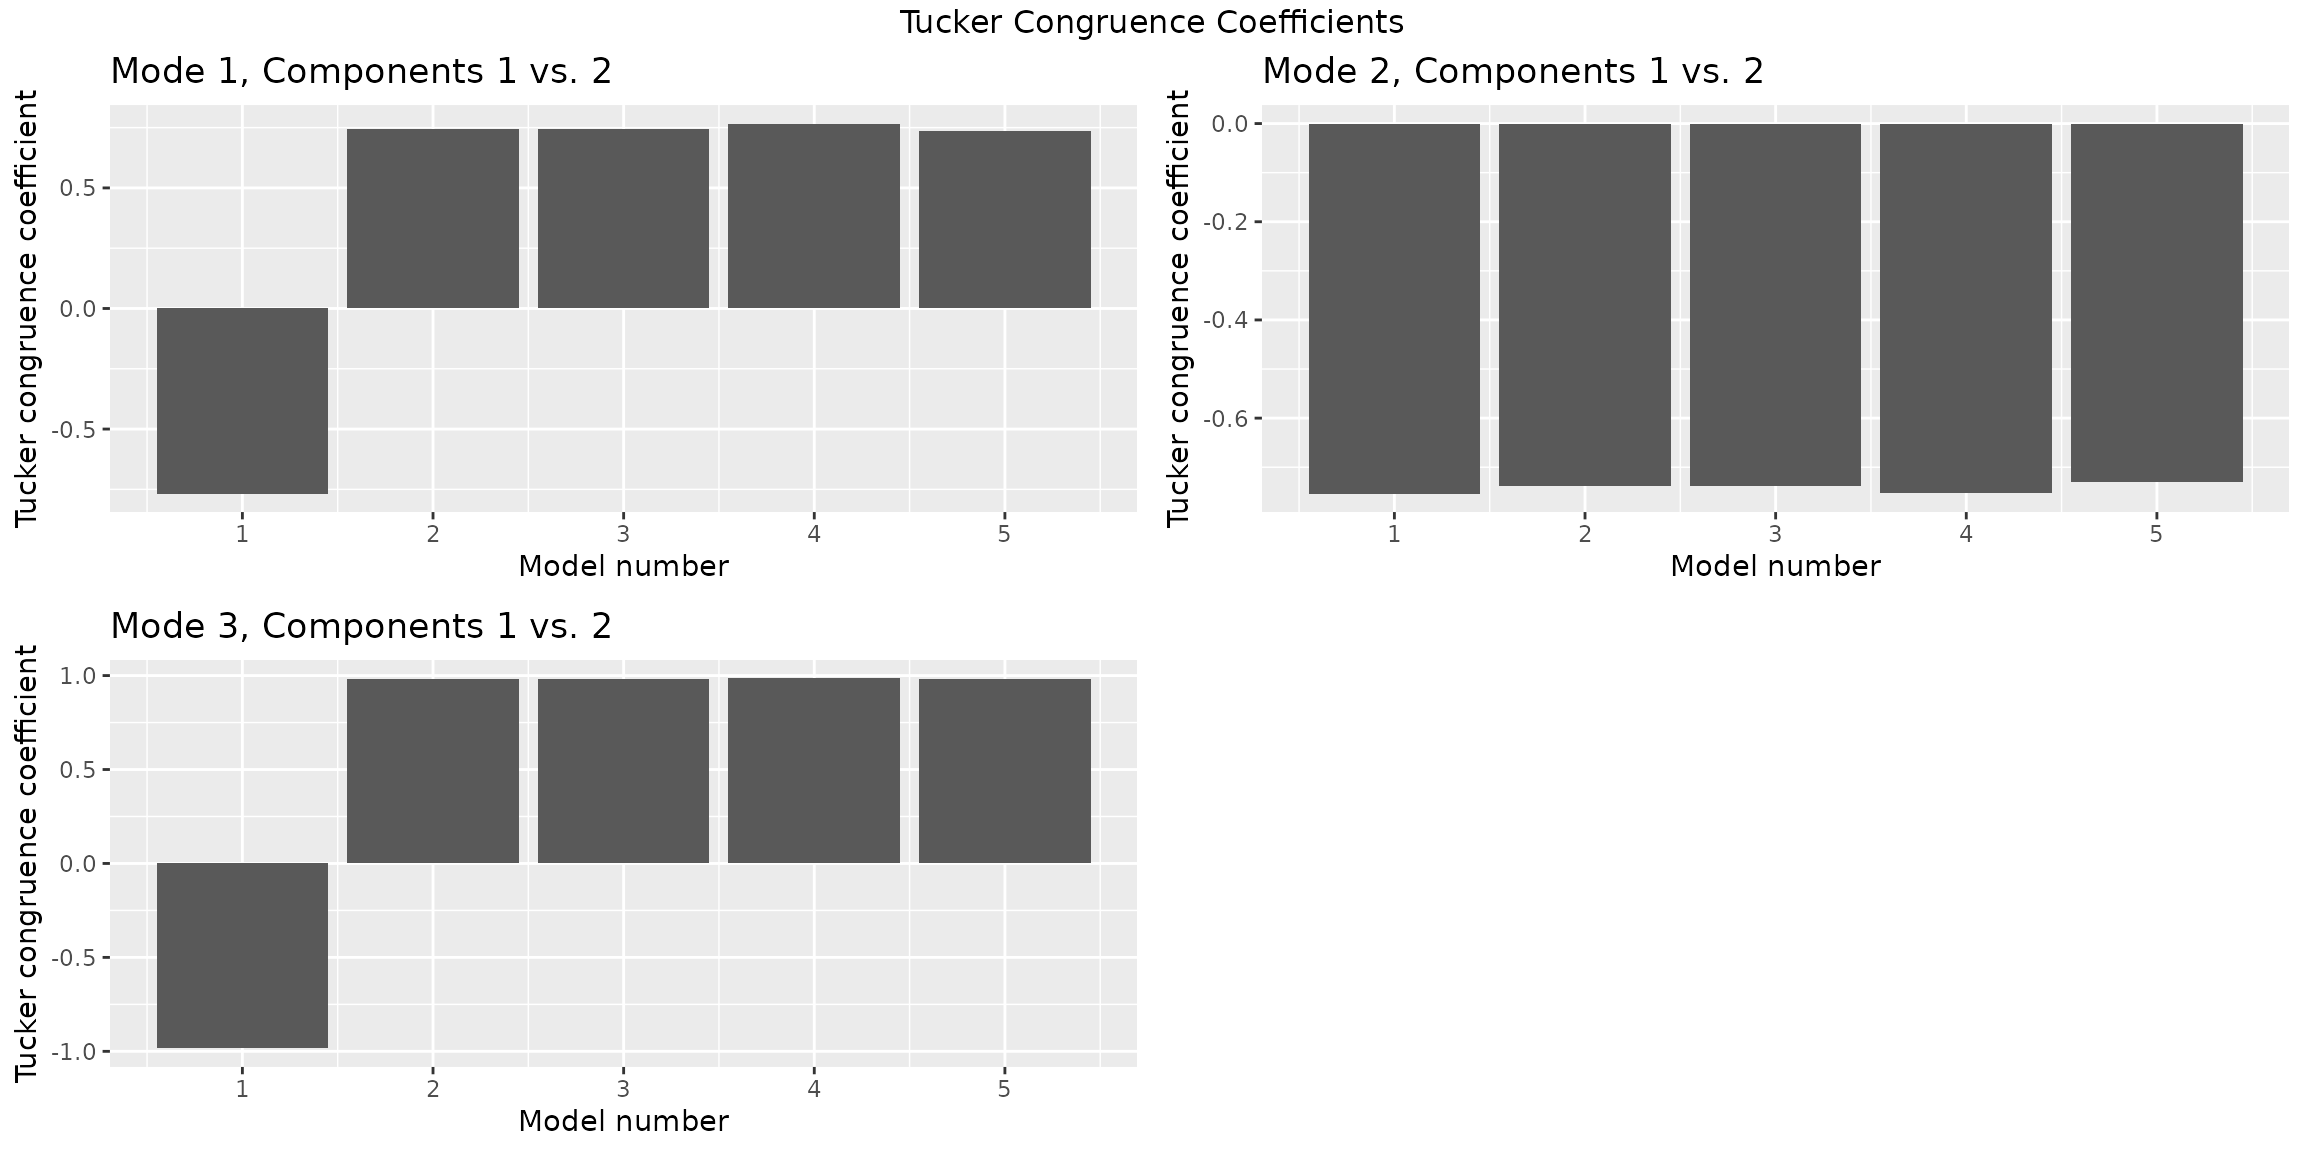 Tucker Congruence Coefficients
Mode 1, Components 1 vs. 2
Tucker congruence coefficient
0.5
0.0
-0.5
1 2 3 4 5
Model number
Mode 2, Components 1 vs. 2
Tucker congruence coefficient
0.0
-0.2
-0.4
-0.6
1 2 3 4 5
Model number
Mode 3, Components 1 vs. 2
Tucker congruence coefficient
1.0
0.5
0.0
-0.5
-1.0
1 2 3 4 5
Model number